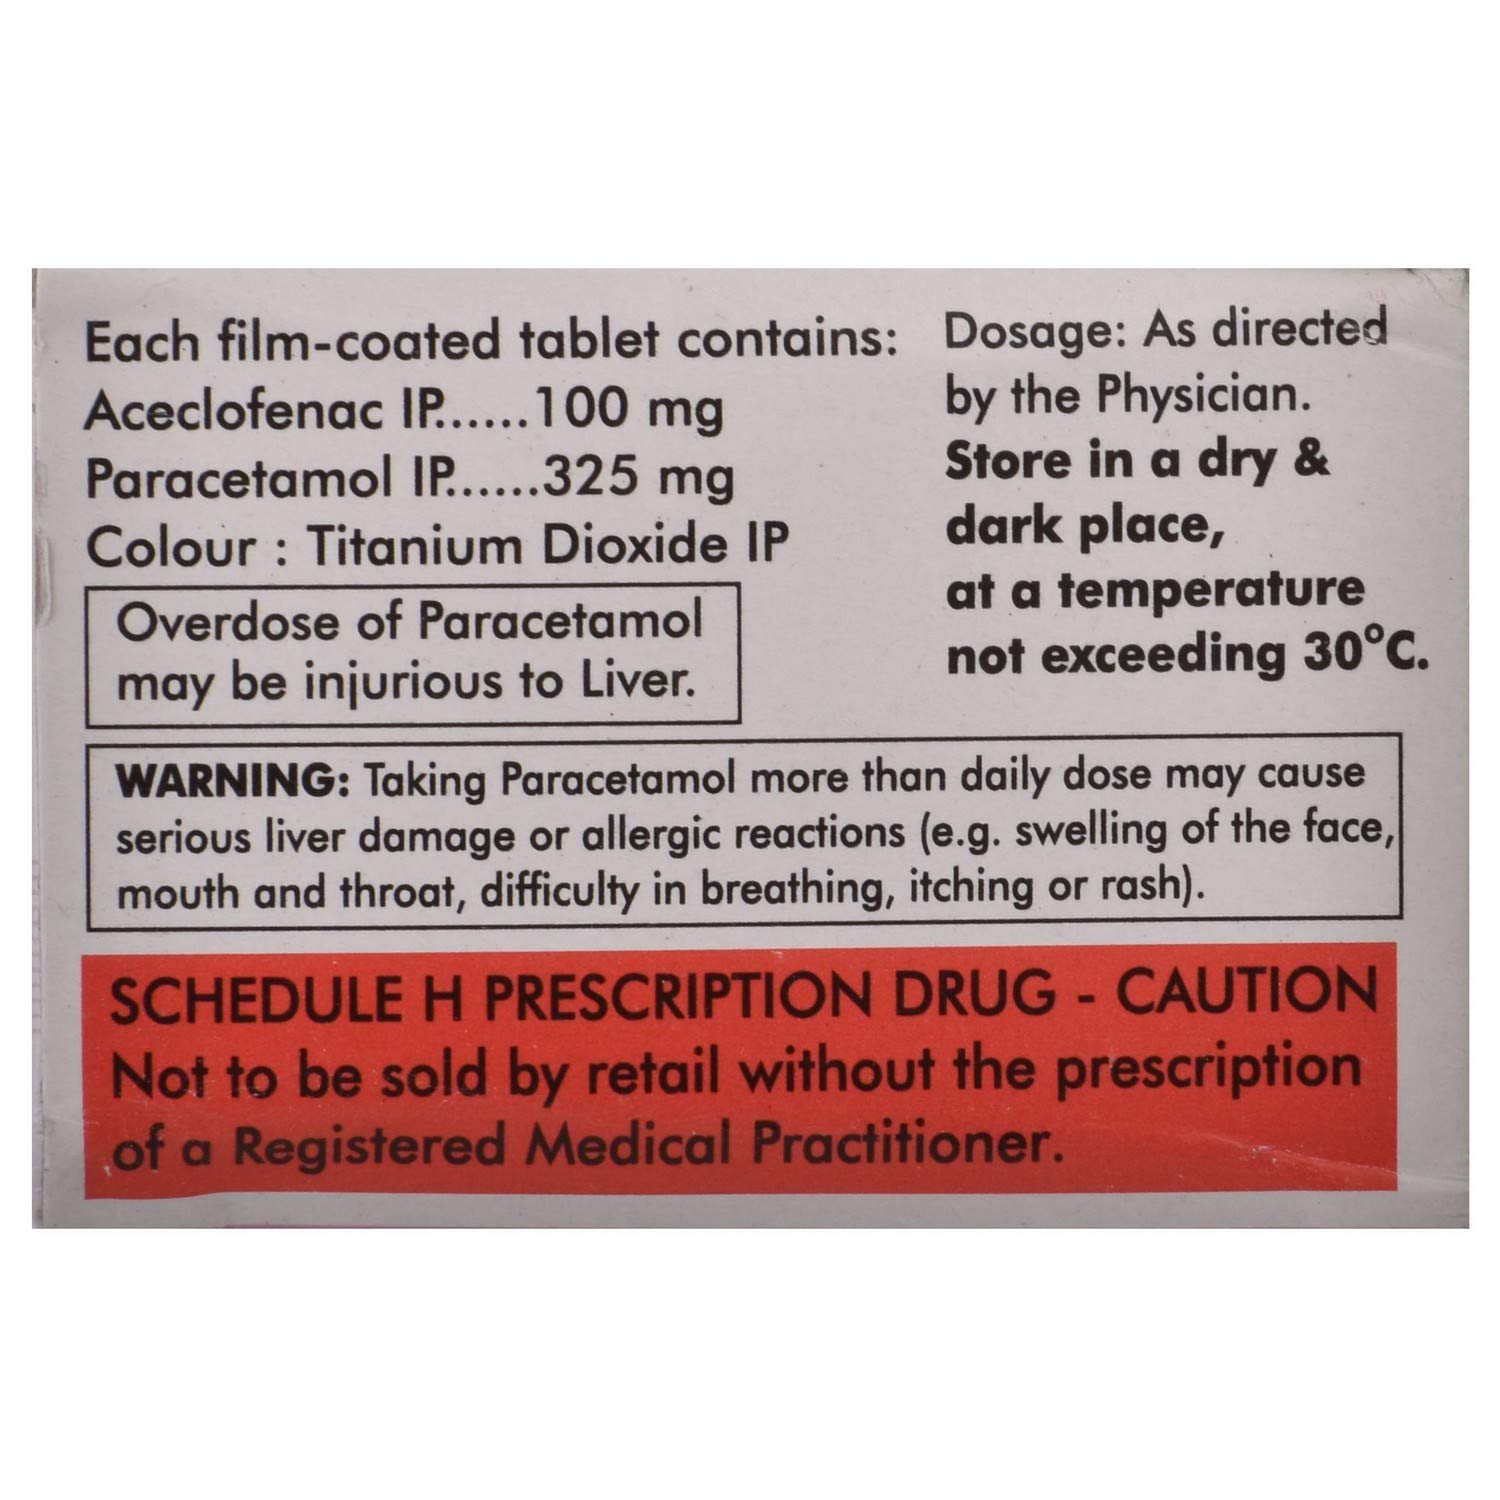 Each film-coated tablet contains:
Aceclofenac IP......100 mg
Paracetamol IP......325 mg
Colour : Titanium Dioxide IP
Overdose of Paracetamol
may be injurious to Liver.
Dosage: As directed
by the Physician.
Store in a dry &
dark place,
at a temperature
not exceeding 30°C.
WARNING: Taking Paracetamol more than daily dose may cause
serious liver damage or allergic reactions (e.g. swelling of the face,
mouth and throat, difficulty in breathing, itching or rash).
SCHEDULE H PRESCRIPTION DRUG - CAUTION
Not to be sold by retail without the prescription
of a Registered Medical Practitioner.